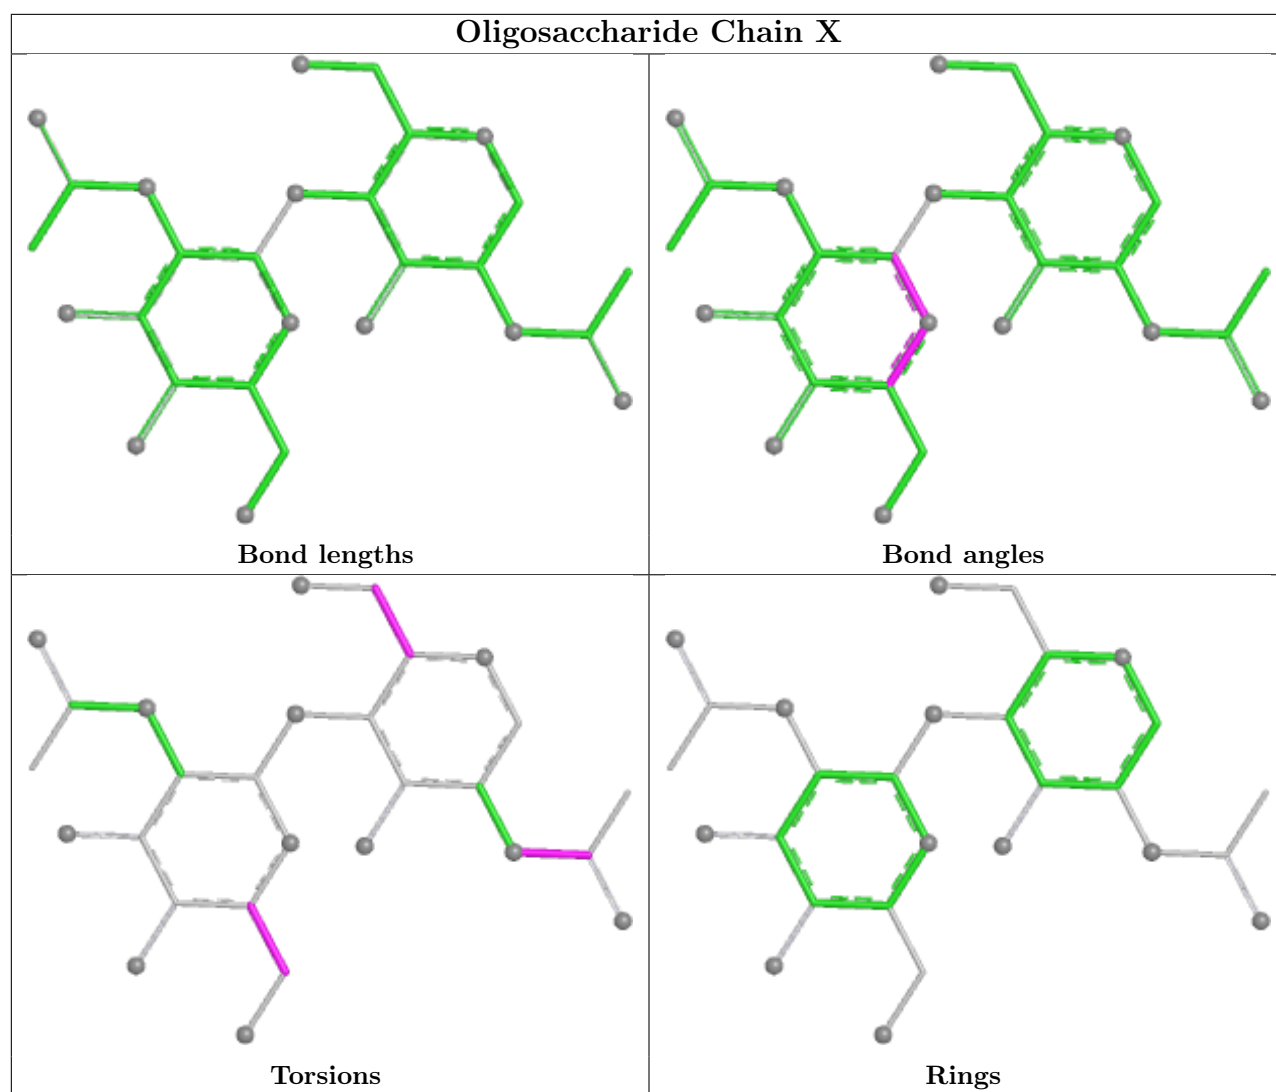 Oligosaccharide Chain X
Bond lengths
Bond angles
Torsions
Rings